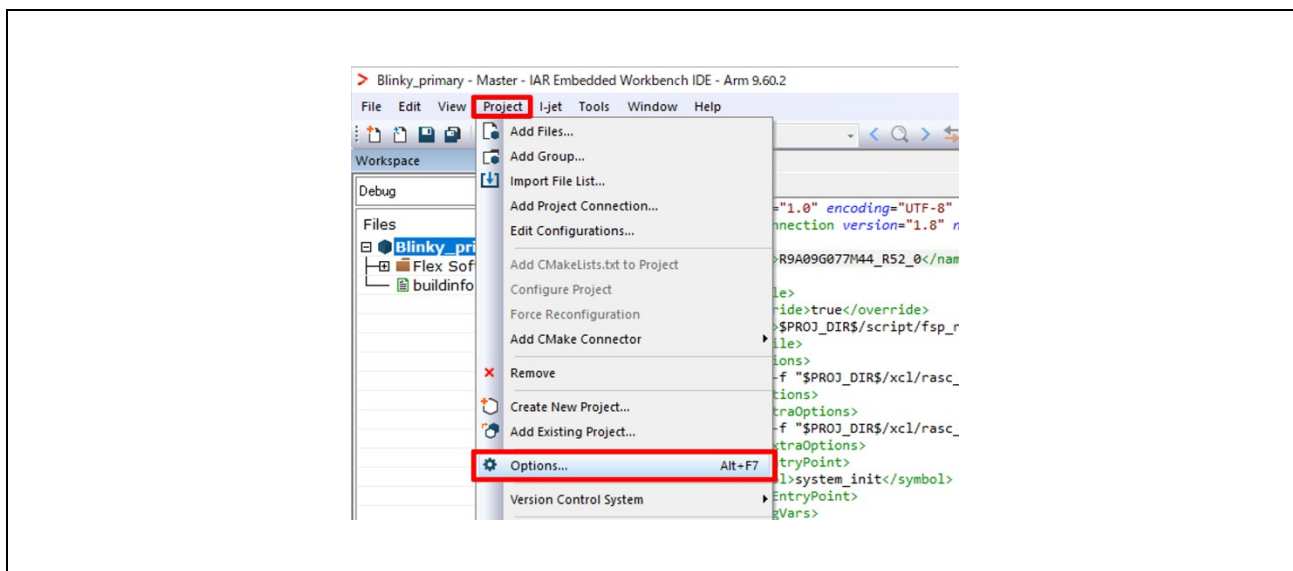 Blinky_primary - Master - IAR Embedded Workbench IDE - Arm 9.60.2
File Edit View Project I-jet Tools Window Help
Workspace
Debug
Files
Blinky_pri
Flex Sof
buildinfo
Add Files...
Add Group...
Import File List...
Add Project Connection...
Edit Configurations...
Add CMakeLists.txt to Project
Configure Project
Force Reconfiguration
Add CMake Connector
Remove
Create New Project...
Add Existing Project...
Options... Alt+F7
Version Control System
="1.0" encoding="UTF-8"
nnection version="1.8" n
>R9A09G077M44_R52_0</nam
le>
ride>true</override>
>$PROJ_DIR$/script/fsp_
ile>
ions>
-f "$PROJ_DIR$/xcl/rasc_
tions>
traOptions>
-f "$PROJ_DIR$/xcl/rasc_
xtraOptions>
tryPoint>
l>system_init</symbol>
EntryPoint>
gVars>